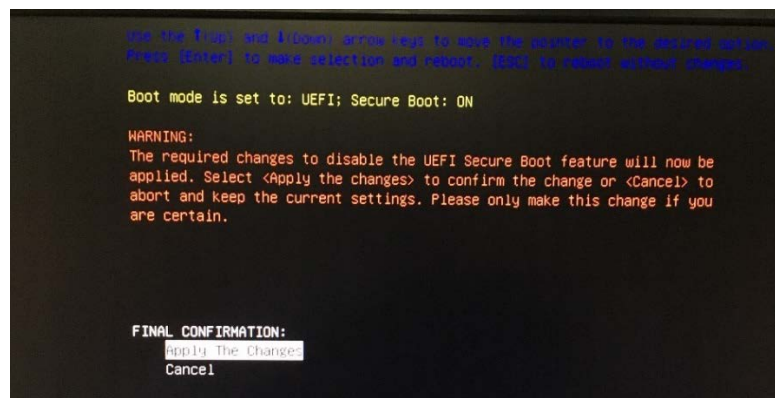 Use the ↑(Up) and ↓(Down) arrow keys to move the pointer to the desired option.
Press [Enter] to make selection and reboot. [ESC] to reboot without changes.
Boot mode is set to: UEFI; Secure Boot: ON
WARNING:
The required changes to disable the UEFI Secure Boot feature will now be
applied. Select <Apply the changes> to confirm the change or <Cancel> to
abort and keep the current settings. Please only make this change if you
are certain.
FINAL CONFIRMATION:
Apply The Changes
Cancel